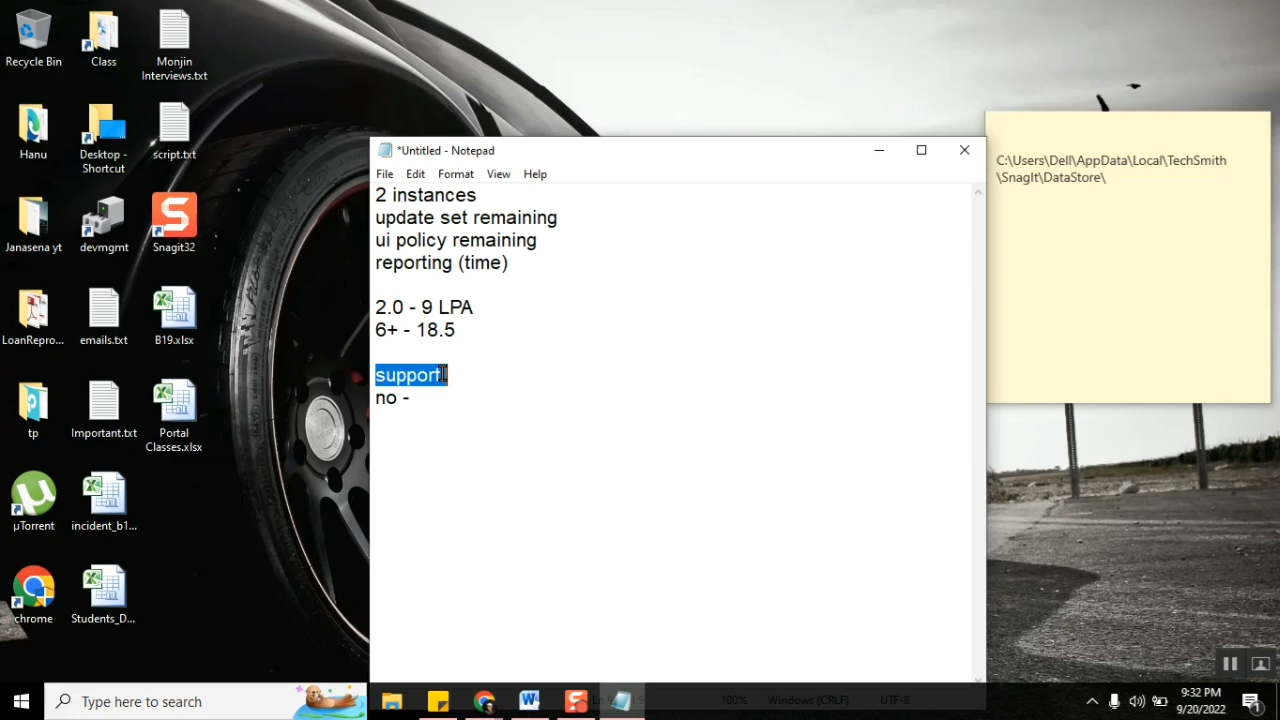 Recycle Bin
Class
Monjin
Interviews.txt
Hanu
Desktop -
Shortcut
script.txt
Janasena yt
devmgmt
Snagit32
LoanRepro...
emails.txt
B19.xlsx
tp
Important.txt
Portal
Classes.xlsx
µTorrent
incident_b1...
chrome
Students_D...
*Untitled - Notepad
File Edit Format View Help
2 instances
update set remaining
ui policy remaining
reporting (time)
2.0 - 9 LPA
6+ - 18.5
support
no -
C:\Users\Dell\AppData\Local\TechSmith
\SnagIt\DataStore\
100% Windows (CRLF) UTF-8
Type here to search
9:32 PM
9/20/2022
1